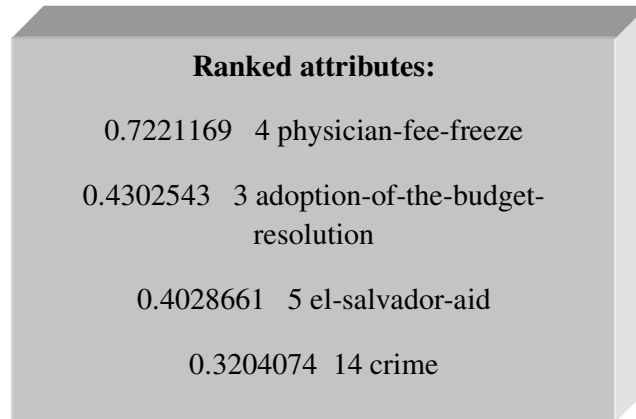 Ranked attributes:
0.7221169 4 physician-fee-freeze
0.4302543 3 adoption-of-the-budget-
resolution
0.4028661 5 el-salvador-aid
0.3204074 14 crime